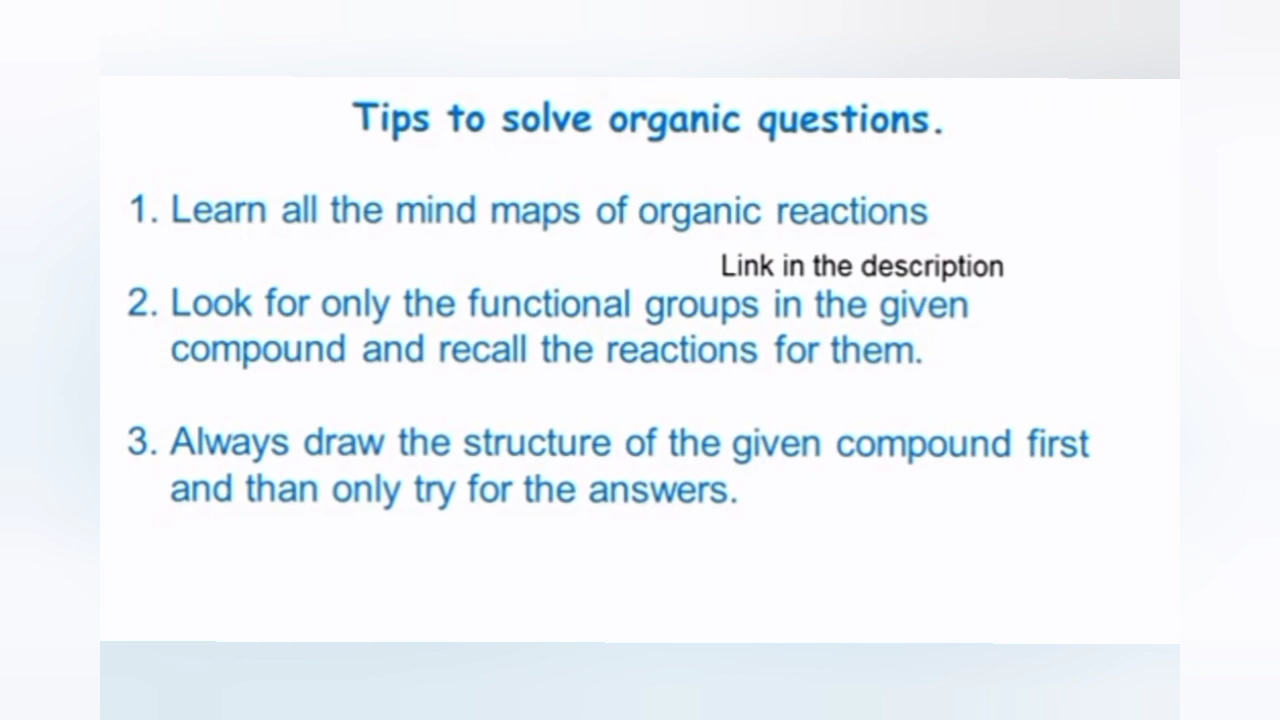 Tips to solve organic questions.
1. Learn all the mind maps of organic reactions
Link in the description
2. Look for only the functional groups in the given
compound and recall the reactions for them.
3. Always draw the structure of the given compound first
and than only try for the answers.